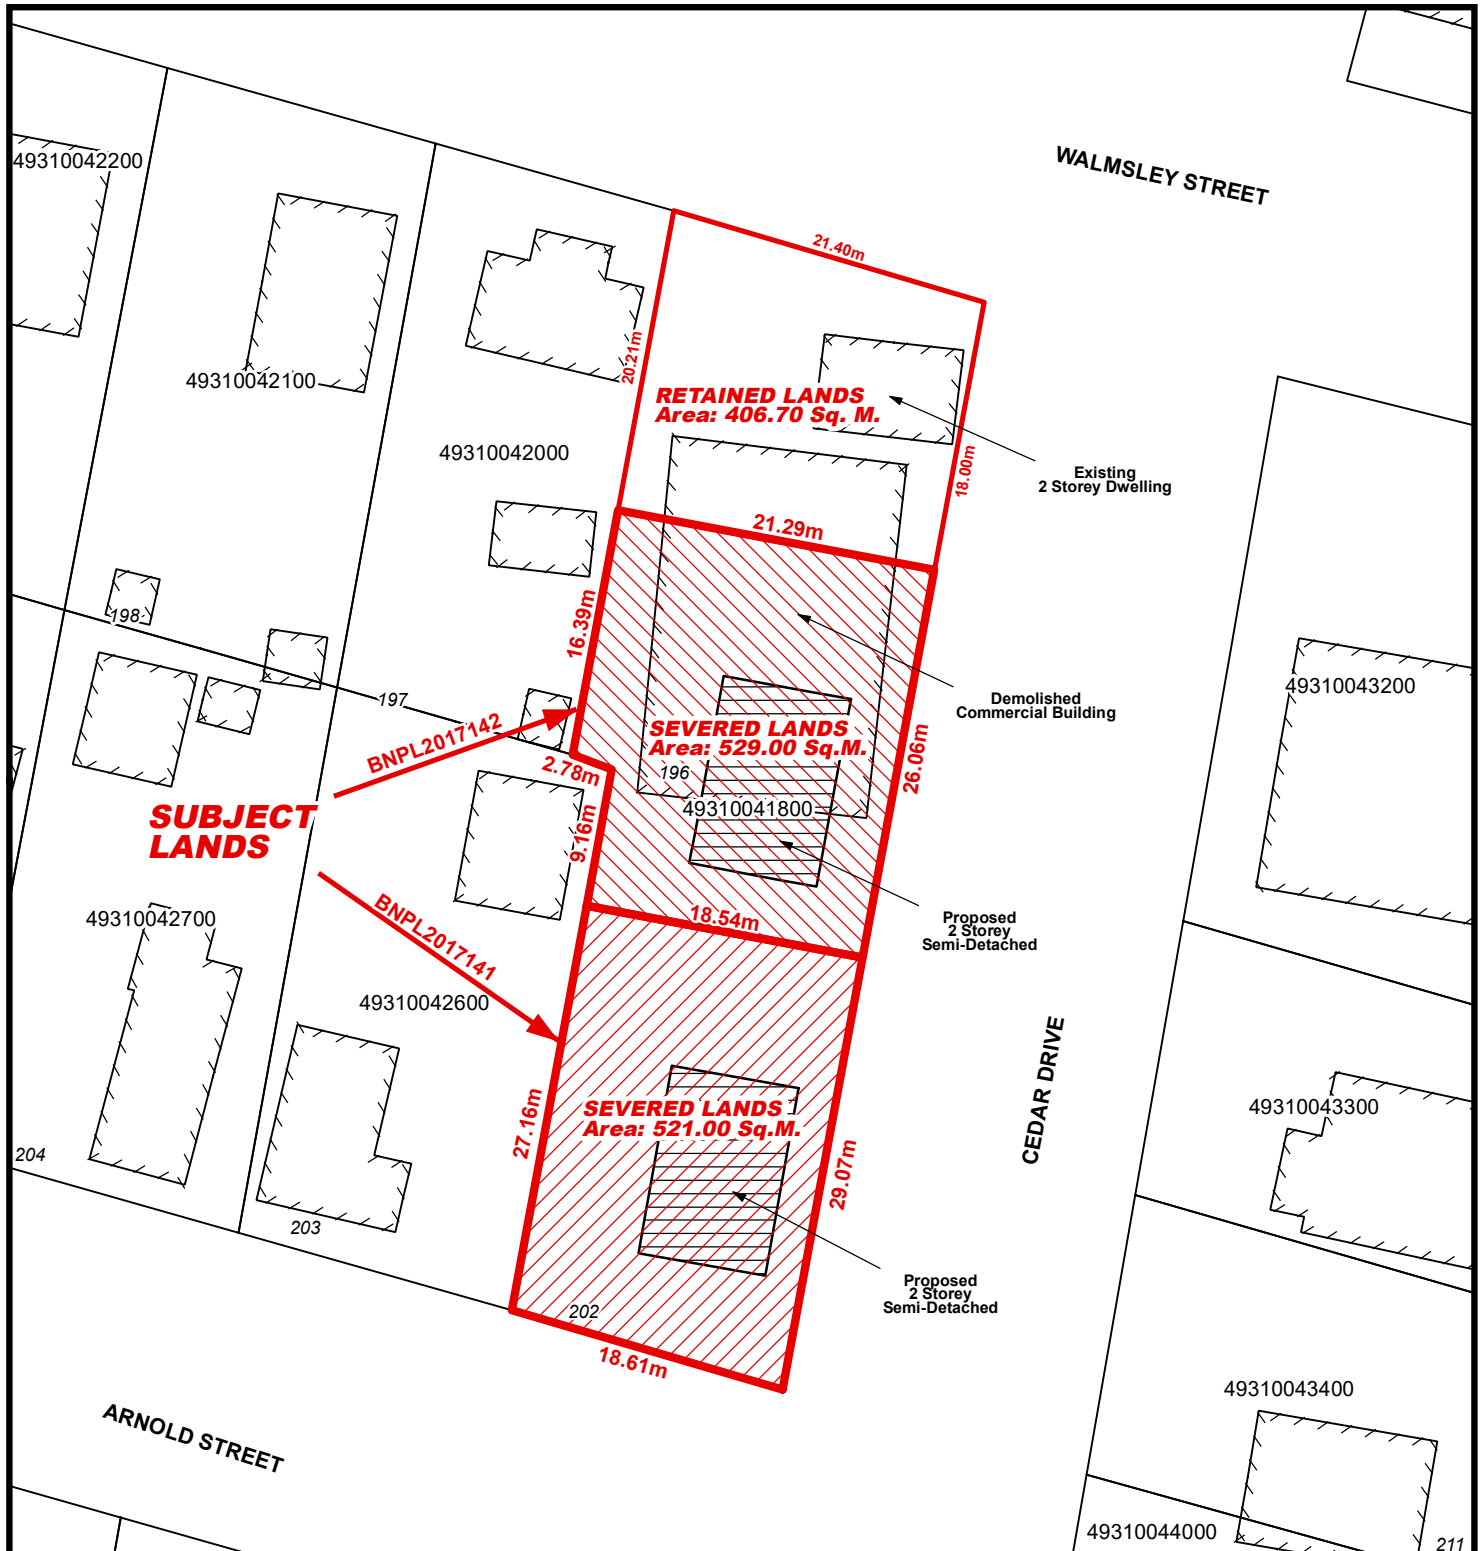 WALMSLEY STREET
49310042200
21.40m
20.21m
49310042100
RETAINED LANDS
Area: 406.70 Sq. M.
49310042000
18.00m
Existing
2 Storey Dwelling
21.29m
198
16.39m
197
49310043200
Demolished
Commercial Building
BNPL2017142
SEVERED LANDS
Area: 529.00 Sq.M.
26.06m
2.78m
196
49310041800
SUBJECT
LANDS
9.16m
49310042700
BNPL2017141
18.54m
Proposed
2 Storey
Semi-Detached
49310042600
CEDAR DRIVE
SEVERED LANDS
Area: 521.00 Sq.M.
49310043300
27.16m
204
29.07m
203
Proposed
2 Storey
Semi-Detached
202
18.61m
49310043400
ARNOLD STREET
49310044000
211